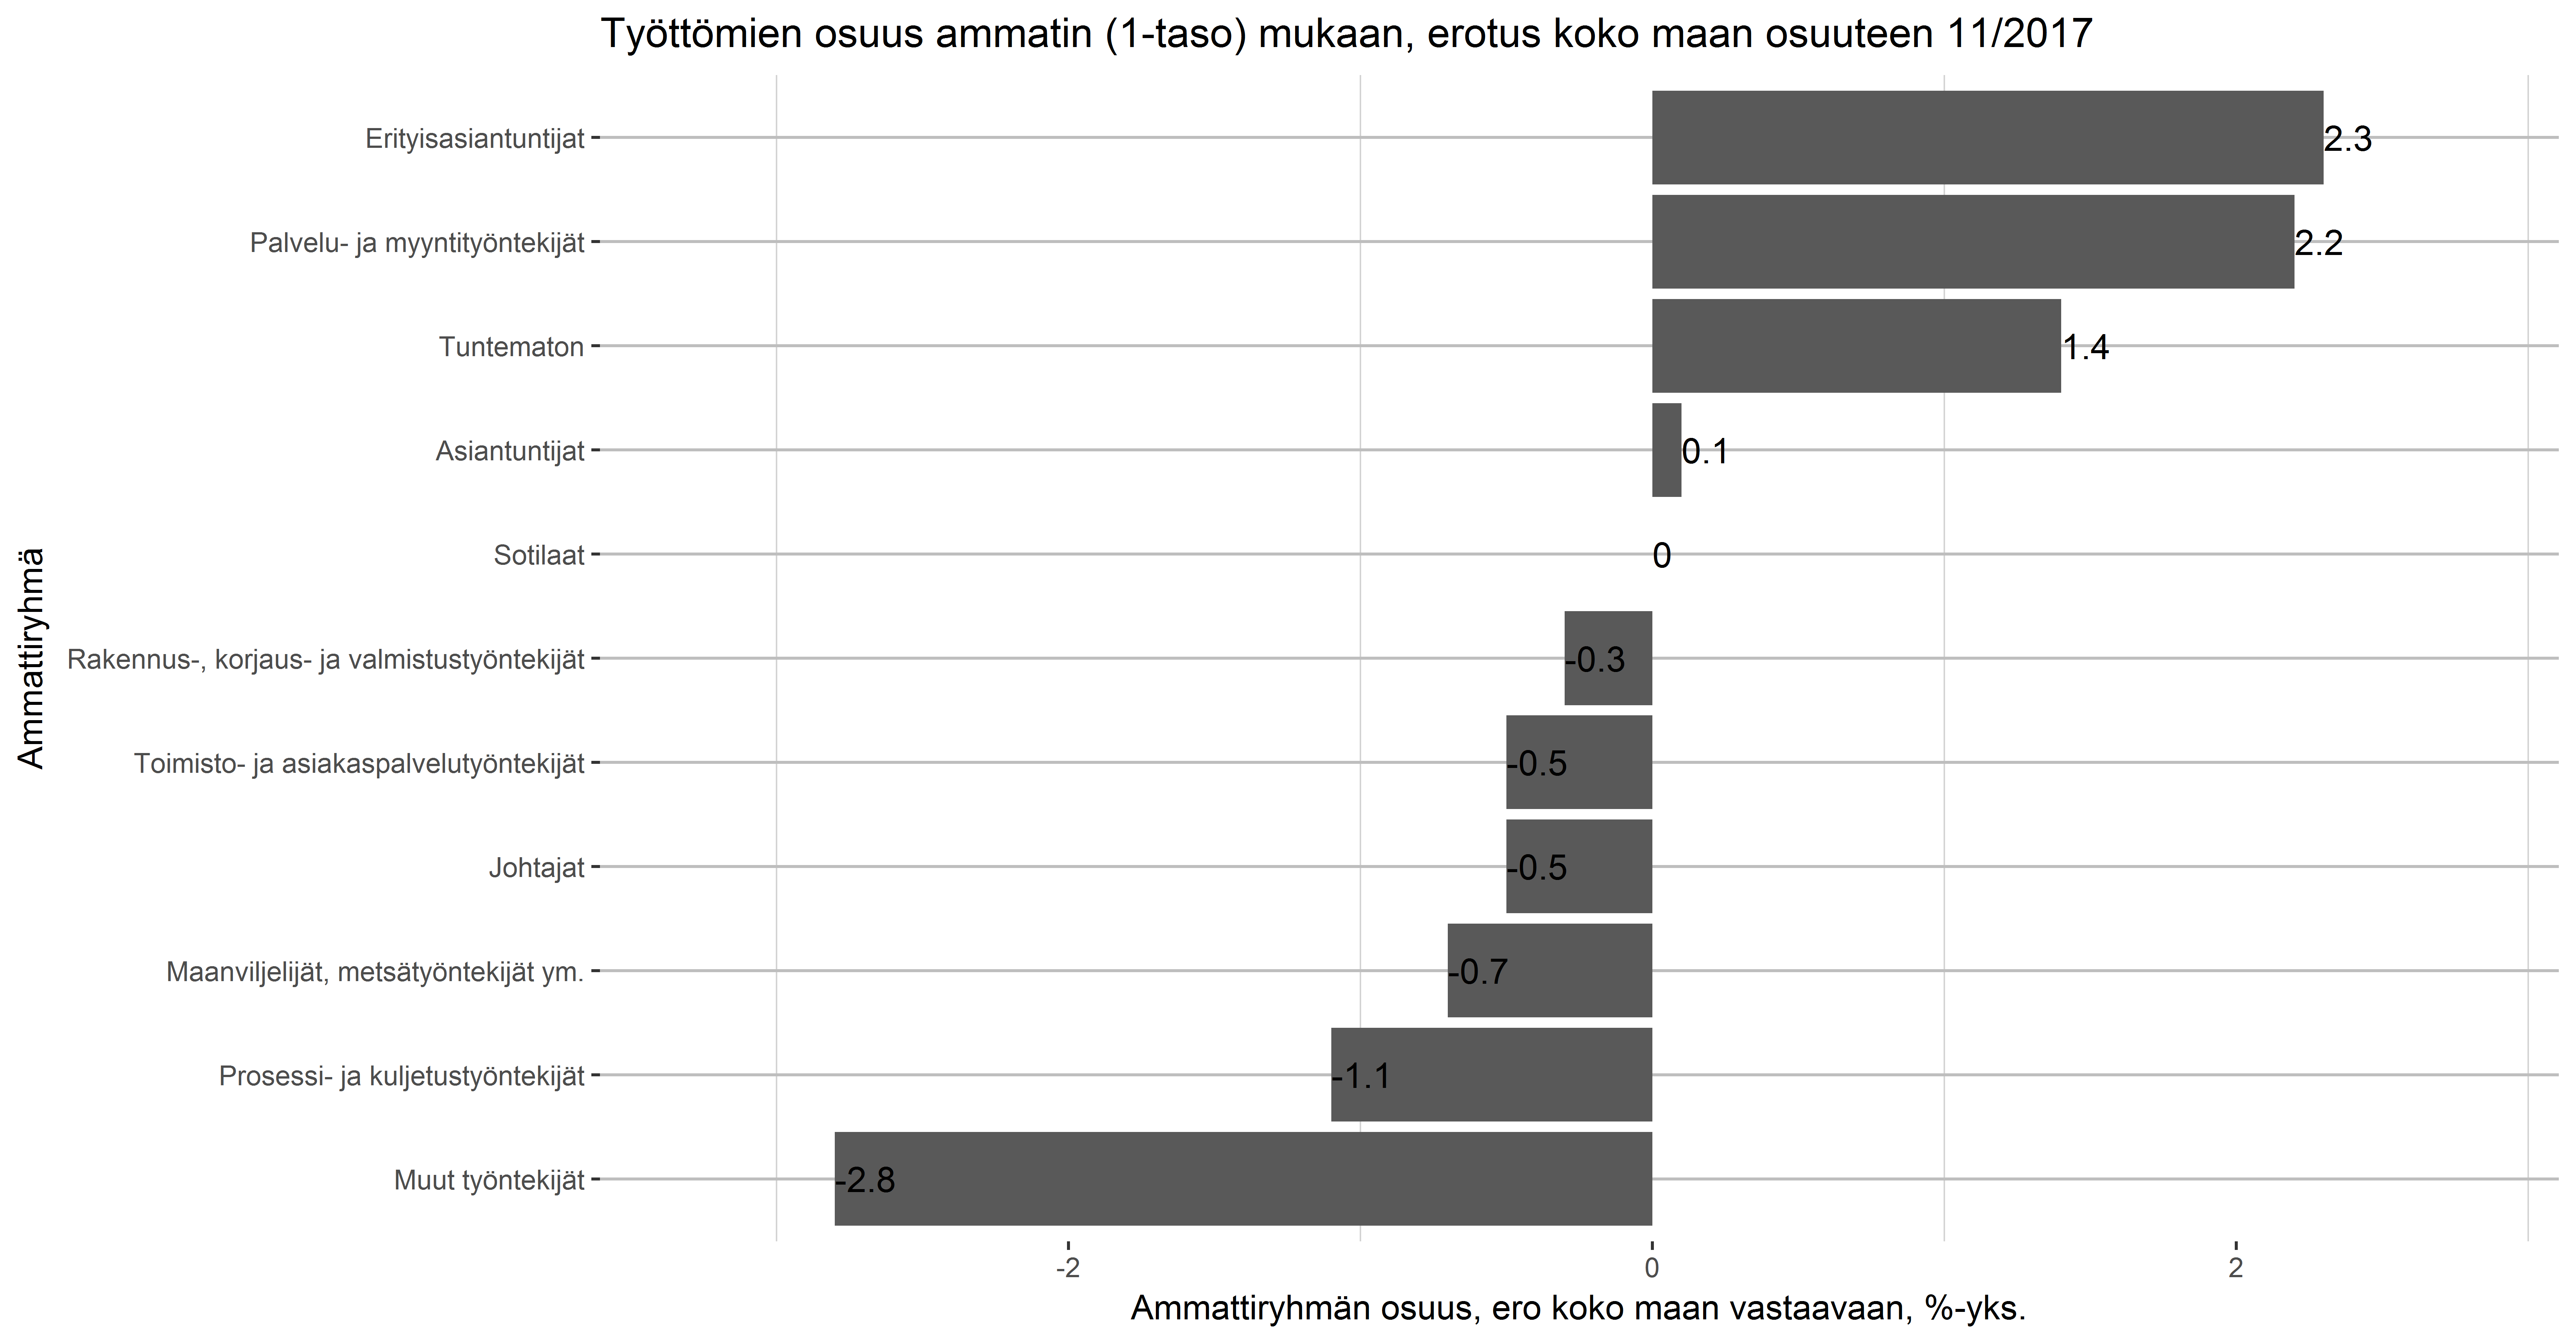 Työttömien osuus ammatin (1-taso) mukaan, erotus koko maan osuuteen 11/2017
Ammattiryhmä
Erityisasiantuntijat
2.3
Palvelu- ja myyntityöntekijät
2.2
Tuntematon
1.4
Asiantuntijat
0.1
Sotilaat
0
Rakennus-, korjaus- ja valmistustyöntekijät
-0.3
Toimisto- ja asiakaspalvelutyöntekijät
-0.5
Johtajat
-0.5
Maanviljelijät, metsätyöntekijät ym.
-0.7
Prosessi- ja kuljetustyöntekijät
-1.1
Muut työntekijät
-2.8
-2 0 2
Ammattiryhmän osuus, ero koko maan vastaavaan, %-yks.